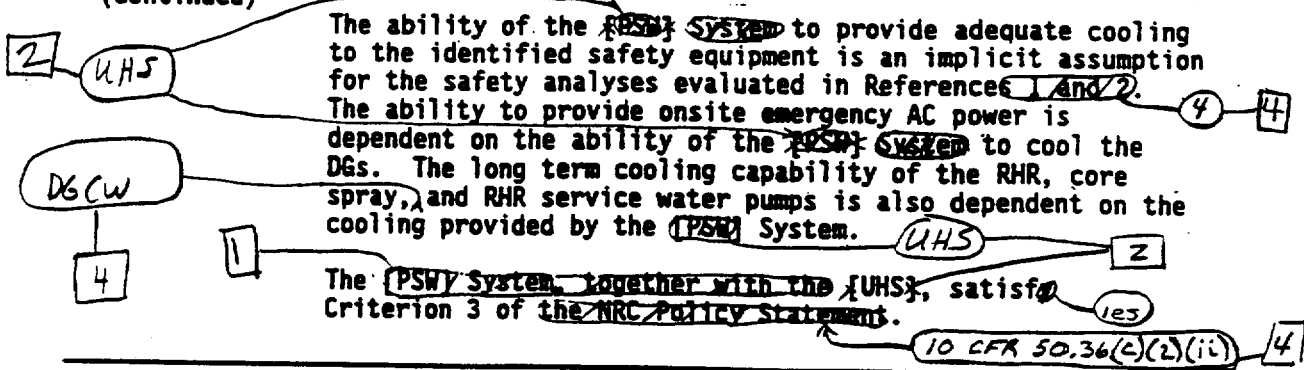 (continued)
The ability of the {PSW} System to provide adequate cooling
2 UHS
to the identified safety equipment is an implicit assumption
for the safety analyses evaluated in References 1 and 2.
4 4
The ability to provide onsite emergency AC power is
dependent on the ability of the {PSW} System to cool the
DGCW
DGs. The long term cooling capability of the RHR, core
spray, and RHR service water pumps is also dependent on the
cooling provided by the [PSW] System.
UHS
4
1
2
The [PSW] System, together with the {UHS}, satisfy
ies
Criterion 3 of the NRC Policy Statement.
10 CFR 50.36(c)(2)(ii) 4